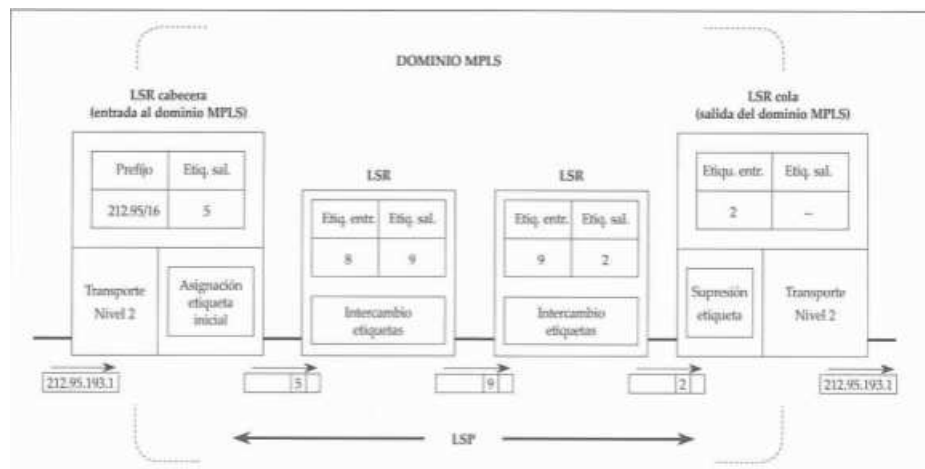 DOMINIO MPLS
LSR cabecera
(entrada al dominio MPLS)
Prefijo Etiq. sal.
212.95/16 5
Transporte
Nivel 2
Asignación
etiqueta
inicial
LSR
Etiq. entr. Etiq. sal.
8 9
Intercambio
etiquetas
LSR
Etiq. entr. Etiq. sal.
9 2
Intercambio
etiquetas
LSR cola
(salida del dominio MPLS)
Etiqu. entr. Etiq. sal.
2 –
Supresión
etiqueta
Transporte
Nivel 2
212.95.193.1 5 9 2 212.95.193.1
LSP